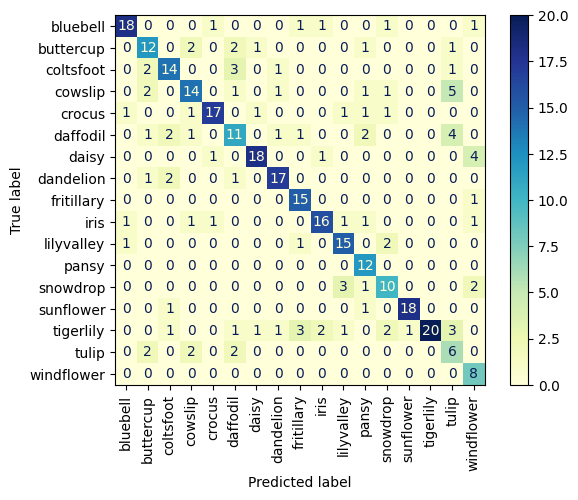 bluebell 18 0 0 0 1 0 0 0 1 1 0 0 1 0 0 0 1
buttercup 0 12 0 2 0 2 1 0 0 0 0 1 0 0 0 1 0
coltsfoot 0 2 14 0 0 3 0 1 0 0 0 0 0 0 0 1 0
cowslip 0 2 0 14 0 1 0 1 0 0 0 1 1 0 0 5 0
crocus 1 0 0 1 17 0 1 0 0 0 1 1 1 0 0 0 0
daffodil 0 1 2 1 0 11 0 1 1 0 0 2 0 0 0 4 0
daisy 0 0 0 0 1 0 18 0 0 1 0 0 0 0 0 0 4
dandelion 0 1 2 0 0 1 0 17 0 0 0 0 0 0 0 0 0
fritillary 0 0 0 0 0 0 0 0 15 0 0 0 0 0 0 0 1
iris 1 0 0 1 1 0 0 0 0 16 1 1 0 0 0 0 1
lilyvalley 1 0 0 0 0 0 0 0 1 0 15 0 2 0 0 0 0
pansy 0 0 0 0 0 0 0 0 0 0 0 12 0 0 0 0 0
snowdrop 0 0 0 0 0 0 0 0 0 0 3 1 10 0 0 0 2
sunflower 0 0 1 0 0 0 0 0 0 0 0 1 0 18 0 0 0
tigerlily 0 0 1 0 0 1 1 1 3 2 1 0 2 1 20 3 0
tulip 0 2 0 2 0 2 0 0 0 0 0 0 0 0 0 6 0
windflower 0 0 0 0 0 0 0 0 0 0 0 0 0 0 0 0 8
True label
bluebell
buttercup
coltsfoot
cowslip
crocus
daffodil
daisy
dandelion
fritillary
iris
lilyvalley
pansy
snowdrop
sunflower
tigerlily
tulip
windflower
Predicted label
20.0
17.5
15.0
12.5
10.0
7.5
5.0
2.5
0.0